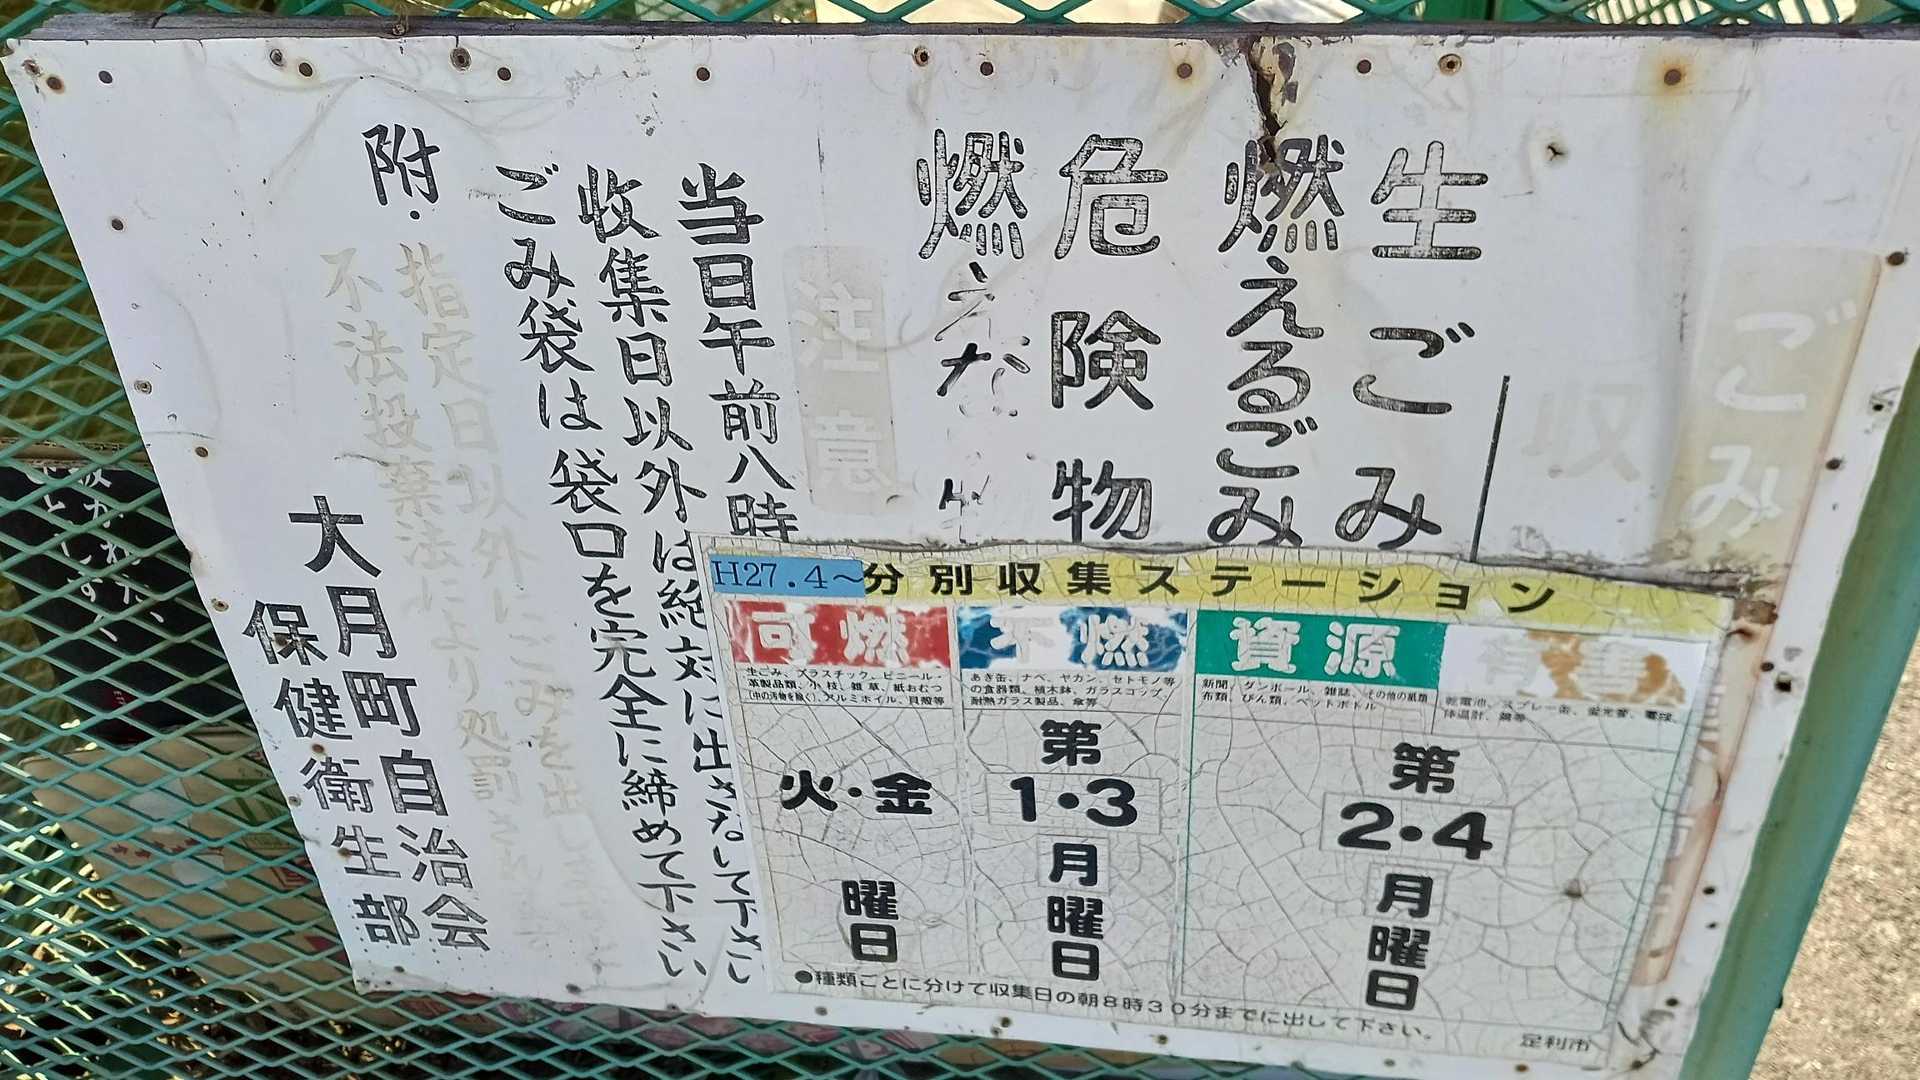 ごみ
収
生ごみ
燃えるごみ
危険物
燃えな
注意
当日午前八時
収集日以外は絶対に出さないで下さい
ごみ袋は袋口を完全に締めて下さい
附・指定日以外にごみを出し
不法投棄法により処罰され
大月町自治会
保健衛生部
H27.4～分別収集ステーション
可燃
生ごみ、プラスチック、ビニール・
革製品類、小枝、雑草、紙おむつ
(中の汚物を除く)、アルミホイル、貝殻等
火・金
曜日
不燃
あき缶、ナベ、ヤカン、セトモノ等
の食器類、植木鉢、ガラスコップ、
耐熱ガラス製品、傘等
第
1・3
月曜日
資源
新聞、ダンボール、雑誌、その他の紙類
布類、びん類、ペットボトル
有害
乾電池、スプレー缶、蛍光管、電球、
体温計、鏡等
第
2・4
月曜日
●種類ごとに分けて収集日の朝8時30分までに出して下さい。
足利市